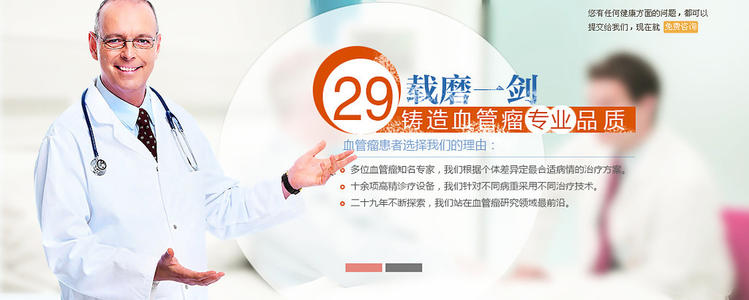 您有任何健康方面的问题，都可以
提交给我们，现在就 免费咨询
29载磨一剑
铸造血管瘤专业品质
血管瘤患者选择我们的理由：
多位血管瘤知名专家，我们根据个体差异定最合适病情的治疗方案。
十余项高精诊疗设备，我们针对不同病重采用不同治疗技术。
二十九年不断探索，我们站在血管瘤研究领域最前沿。